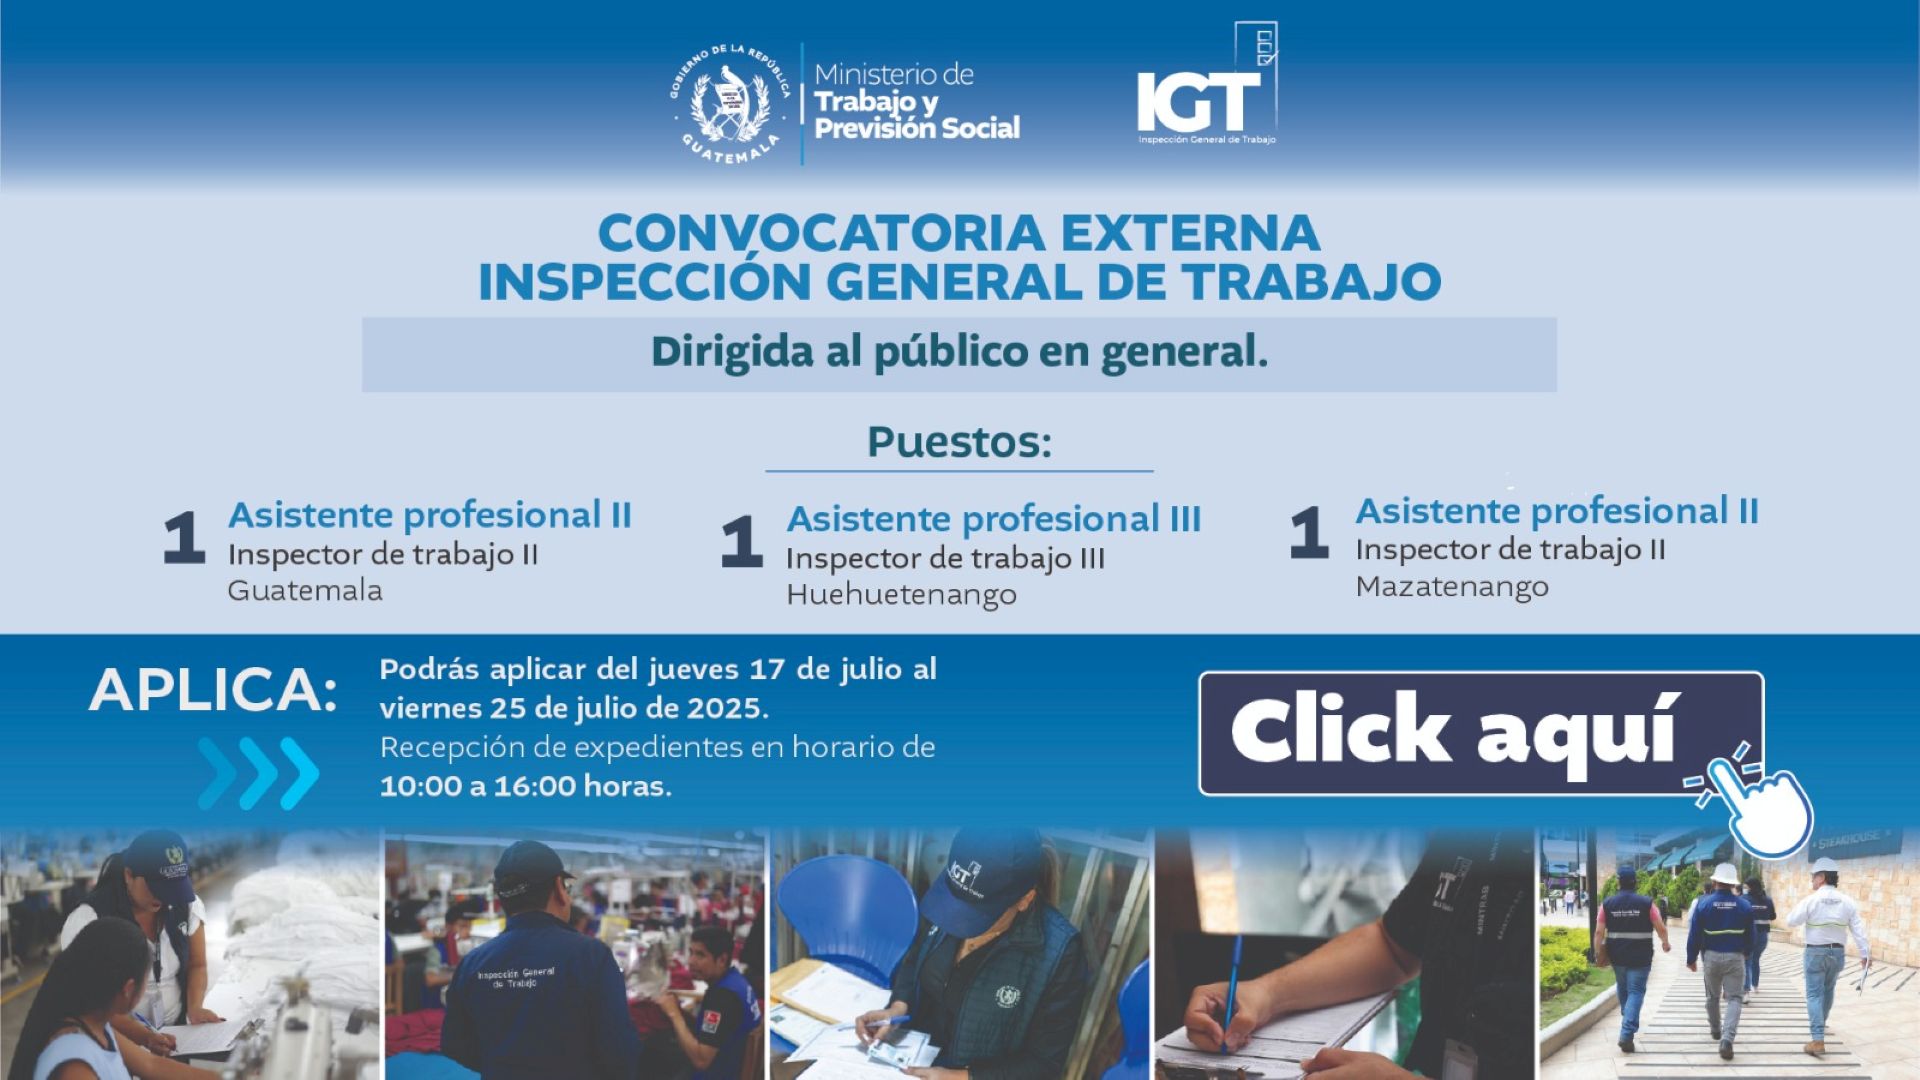 GOBIERNO DE LA REPÚBLICA
GUATEMALA
Ministerio de
Trabajo y
Previsión Social
IGT
Inspección General de Trabajo
CONVOCATORIA EXTERNA
INSPECCIÓN GENERAL DE TRABAJO
Dirigida al público en general.
Puestos:
1 Asistente profesional II
Inspector de trabajo II
Guatemala
1 Asistente profesional III
Inspector de trabajo III
Huehuetenango
1 Asistente profesional II
Inspector de trabajo II
Mazatenango
APLICA:
Podrás aplicar del jueves 17 de julio al
viernes 25 de julio de 2025.
Recepción de expedientes en horario de
10:00 a 16:00 horas.
Click aquí
Inspección General
de Trabajo
IGT
IGT
MINTRAB
STEAKHOUSE